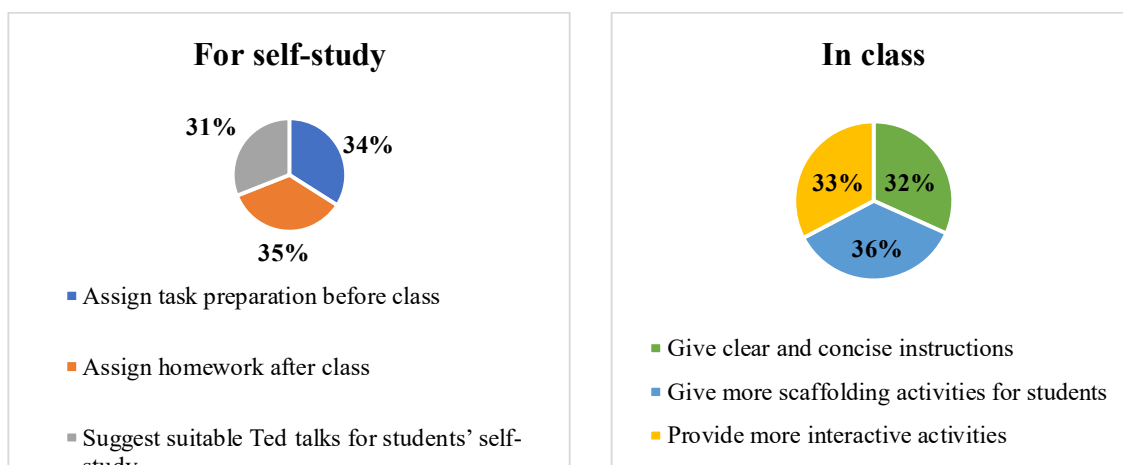 For self-study
31%
34%
35%
Assign task preparation before class
Assign homework after class
Suggest suitable Ted talks for students’ self-
study
In class
33%
32%
36%
Give clear and concise instructions
Give more scaffolding activities for students
Provide more interactive activities